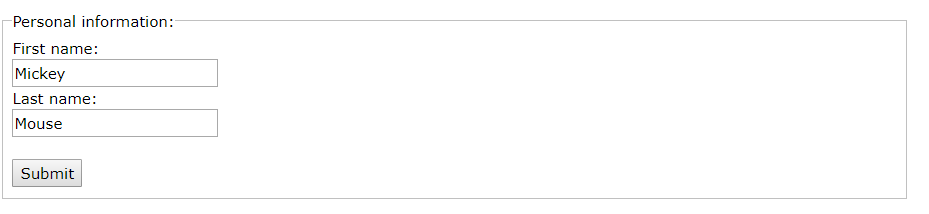 Personal information:
First name:
Mickey
Last name:
Mouse
Submit